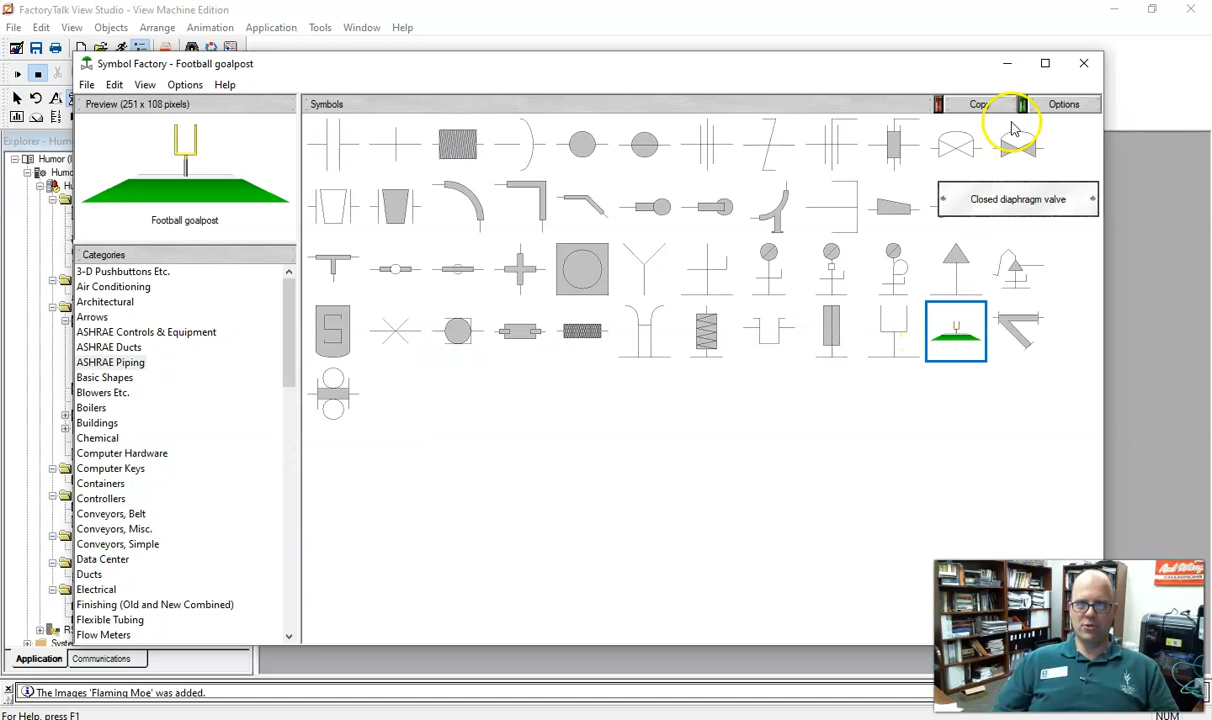 FactoryTalk View Studio - View Machine Edition
File Edit View Objects Arrange Animation Application Tools Window Help
Symbol Factory - Football goalpost
File Edit View Options Help
Preview (251 x 108 pixels)
Symbols
Copy
Options
Football goalpost
Closed diaphragm valve
Explorer - Hum
Humor (
Categories
3-D Pushbuttons Etc.
Air Conditioning
Architectural
Arrows
ASHRAE Controls & Equipment
ASHRAE Ducts
ASHRAE Piping
Basic Shapes
Blowers Etc.
Boilers
Buildings
Chemical
Computer Hardware
Computer Keys
Containers
Controllers
Conveyors, Belt
Conveyors, Misc.
Conveyors, Simple
Data Center
Ducts
Electrical
Finishing (Old and New Combined)
Flexible Tubing
Flow Meters
Application Communications
The Images 'Flaming Moe' was added.
For Help, press F1
NUM